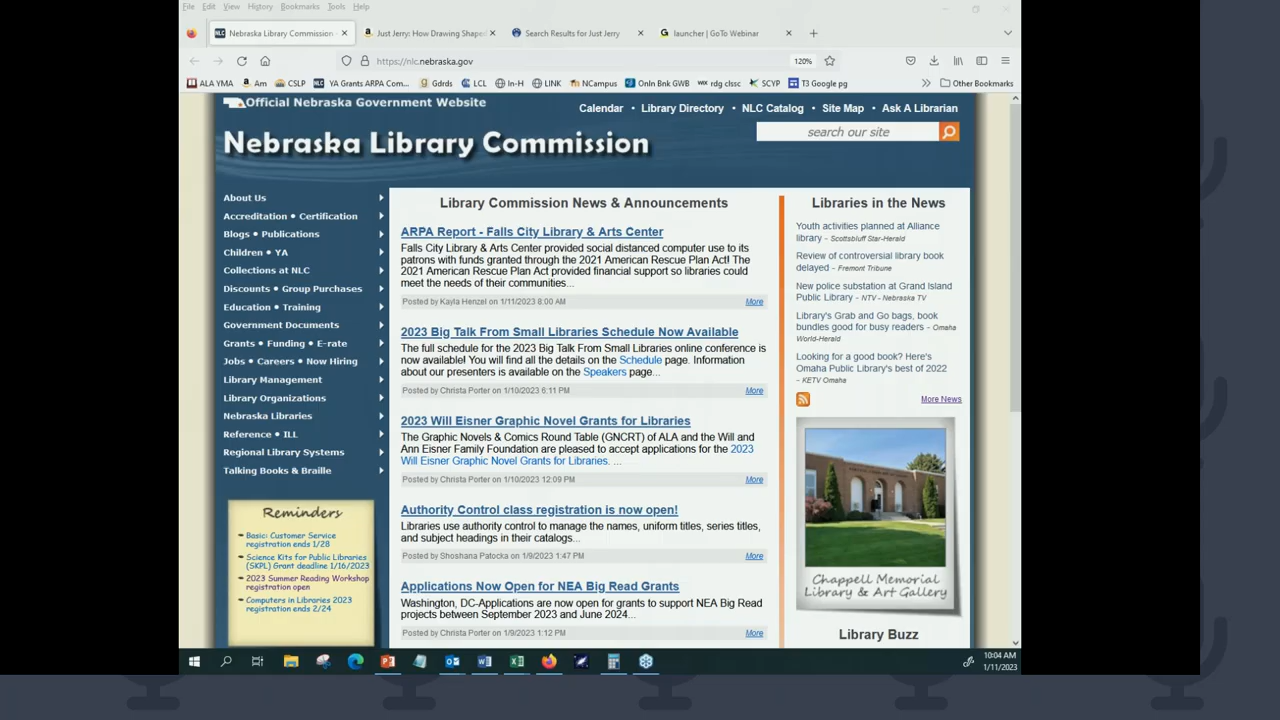 File Edit View History Bookmarks Tools Help
Nebraska Library Commission -
Just Jerry: How Drawing Shaped
Search Results for Just Jerry
launcher | GoTo Webinar
https://nlc.nebraska.gov
120%
ALA YMA
Am
CSLP
YA Grants ARPA Com...
Gdrds
LCL
In-H
LINK
NCampus
OnIn Bnk GWB
wix rdg clssc
SCYP
T3 Google pg
Other Bookmarks
Official Nebraska Government Website
Calendar • Library Directory • NLC Catalog • Site Map • Ask A Librarian
Nebraska Library Commission
search our site
About Us
Accreditation • Certification
Blogs • Publications
Children • YA
Collections at NLC
Discounts • Group Purchases
Education • Training
Government Documents
Grants • Funding • E-rate
Jobs • Careers • Now Hiring
Library Management
Library Organizations
Nebraska Libraries
Reference • ILL
Regional Library Systems
Talking Books & Braille
Reminders
Basic: Customer Service
registration ends 1/28
Science Kits for Public Libraries
(SKPL) Grant deadline 1/16/2023
2023 Summer Reading Workshop
registration open
Computers in Libraries 2023
registration ends 2/24
Library Commission News & Announcements
ARPA Report - Falls City Library & Arts Center
Falls City Library & Arts Center provided social distanced computer use to its
patrons with funds granted through the 2021 American Rescue Plan Act! The
2021 American Rescue Plan Act provided financial support so libraries could
meet the needs of their communities...
Posted by Kayla Henzel on 1/11/2023 8:00 AM
More
2023 Big Talk From Small Libraries Schedule Now Available
The full schedule for the 2023 Big Talk From Small Libraries online conference is
now available! You will find all the details on the Schedule page. Information
about our presenters is available on the Speakers page...
Posted by Christa Porter on 1/10/2023 6:11 PM
More
2023 Will Eisner Graphic Novel Grants for Libraries
The Graphic Novels & Comics Round Table (GNCRT) of ALA and the Will and
Ann Eisner Family Foundation are pleased to accept applications for the 2023
Will Eisner Graphic Novel Grants for Libraries. ...
Posted by Christa Porter on 1/10/2023 12:09 PM
More
Authority Control class registration is now open!
Libraries use authority control to manage the names, uniform titles, series titles,
and subject headings in their catalogs...
Posted by Shoshana Patocka on 1/9/2023 1:47 PM
More
Applications Now Open for NEA Big Read Grants
Washington, DC-Applications are now open for grants to support NEA Big Read
projects between September 2023 and June 2024...
Posted by Christa Porter on 1/9/2023 1:12 PM
More
Libraries in the News
Youth activities planned at Alliance
library - Scottsbluff Star-Herald
Review of controversial library book
delayed - Fremont Tribune
New police substation at Grand Island
Public Library - NTV - Nebraska TV
Library's Grab and Go bags, book
bundles good for busy readers - Omaha
World-Herald
Looking for a good book? Here's
Omaha Public Library's best of 2022
- KETV Omaha
More News
Chappell Memorial
Library & Art Gallery
Library Buzz
10:04 AM
1/11/2023